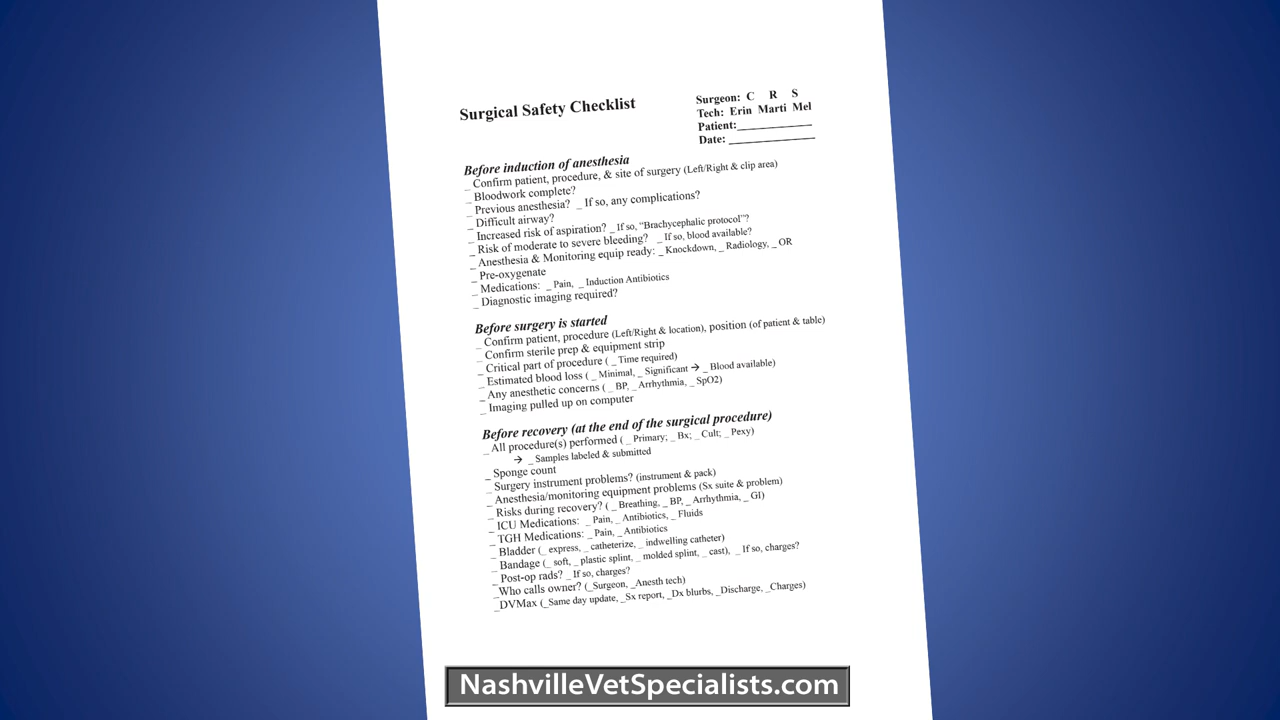 Surgical Safety Checklist
Surgeon: C R S
Tech: Erin Marti Mel
Patient:____________
Date: ______________
Before induction of anesthesia
_ Confirm patient, procedure, & site of surgery (Left/Right & clip area)
_ Bloodwork complete?
_ Previous anesthesia? _ If so, any complications?
_ Difficult airway?
_ Increased risk of aspiration? _ If so, “Brachycephalic protocol”?
_ Risk of moderate to severe bleeding? _ If so, blood available?
_ Anesthesia & Monitoring equip ready: _ Knockdown, _ Radiology, _ OR
_ Pre-oxygenate
_ Medications: _ Pain, _ Induction Antibiotics
_ Diagnostic imaging required?
Before surgery is started
_ Confirm patient, procedure (Left/Right & location), position (of patient & table)
_ Confirm sterile prep & equipment strip
_ Critical part of procedure ( _ Time required)
_ Estimated blood loss ( _ Minimal, _ Significant → _ Blood available)
_ Any anesthetic concerns ( _ BP, _ Arrhythmia, _ SpO2)
_ Imaging pulled up on computer
Before recovery (at the end of the surgical procedure)
_ All procedure(s) performed ( _ Primary; _ Bx; _ Cult; _ Pexy)
→ _ Samples labeled & submitted
_ Sponge count
_ Surgery instrument problems? (instrument & pack)
_ Anesthesia/monitoring equipment problems (Sx suite & problem)
_ Risks during recovery? ( _ Breathing, _ BP, _ Arrhythmia, _ GI)
_ ICU Medications: _ Pain, _ Antibiotics, _ Fluids
_ TGH Medications: _ Pain, _Antibiotics
_ Bladder (_ express, _ catheterize, _ indwelling catheter)
_ Bandage (_ soft, _ plastic splint, _ molded splint, _ cast), _ If so, charges?
_ Post-op rads? _ If so, charges?
_ Who calls owner? (_Surgeon, _Anesth tech)
_DVMax (_Same day update, _Sx report, _Dx blurbs, _Discharge, _Charges)
NashvilleVetSpecialists.com